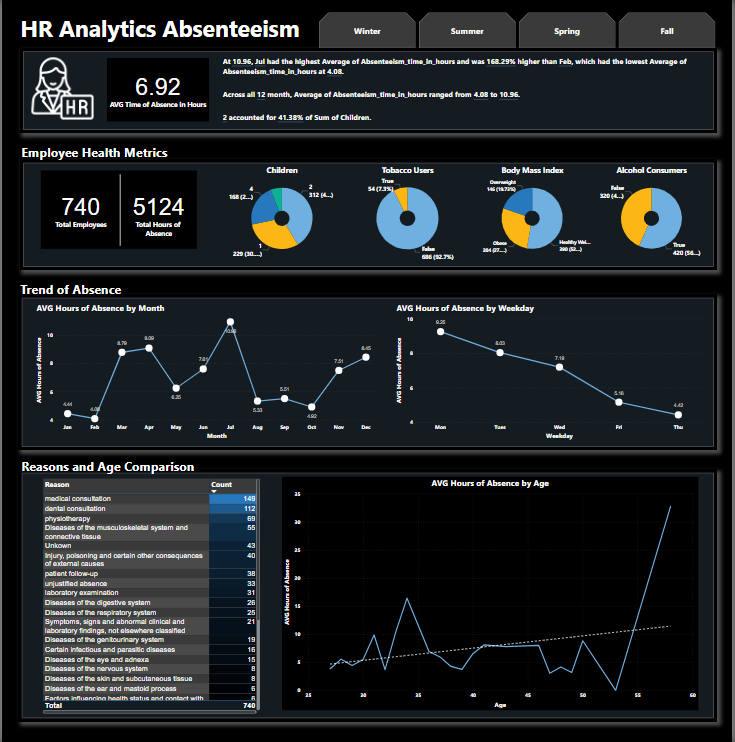 HR Analytics Absenteeism
Winter
Summer
Spring
Fall
HR
6.92
AVG Time of Absence in Hours
At 10.96, Jul had the highest Average of Absenteeism_time_in_hours and was 168.29% higher than Feb, which had the lowest Average of
Absenteeism_time_in_hours at 4.08.
Across all 12 month, Average of Absenteeism_time_in_hours ranged from 4.08 to 10.96.
2 accounted for 41.38% of Sum of Children.
Employee Health Metrics
740
Total Employees
5124
Total Hours of
Absence
Children
4
168 (2...)
2
312 (4...)
1
229 (30....)
Tobacco Users
True
54 (7.3%)
False
686 (92.7%)
Body Mass Index
Overweight
146 (19.73%)
Obese
204 (27....)
Healthy Wei...
390 (52...)
Alcohol Consumers
False
320 (4...)
True
420 (56...)
Trend of Absence
AVG Hours of Absence by Month
AVG Hours of Absence
10
8
6
4
4.44
4.08
8.79
9.09
6.25
7.61
10.96
5.33
5.51
4.92
7.51
8.45
Jan
Feb
Mar
Apr
May
Jun
Jul
Aug
Sep
Oct
Nov
Dec
Month
AVG Hours of Absence by Weekday
AVG Hours of Absence
10
8
6
4
9.25
8.03
7.19
5.16
4.42
Mon
Tues
Wed
Fri
Thu
Weekday
Reasons and Age Comparison
Reason Count
medical consultation 149
dental consultation 112
physiotherapy 69
Diseases of the musculoskeletal system and 55
connective tissue
Unkown 43
Injury, poisoning and certain other consequences 40
of external causes
patient follow-up 38
unjustified absence 33
laboratory examination 31
Diseases of the digestive system 26
Diseases of the respiratory system 25
Symptoms, signs and abnormal clinical and 21
laboratory findings, not elsewhere classified
Diseases of the genitourinary system 19
Certain infectious and parasitic diseases 16
Diseases of the eye and adnexa 15
Diseases of the nervous system 8
Diseases of the skin and subcutaneous tissue 8
Diseases of the ear and mastoid process 6
Factors influencing health status and contact with 6
Total 740
AVG Hours of Absence by Age
AVG Hours of Absence
35
30
25
20
15
10
5
0
25
30
35
40
45
50
55
60
Age